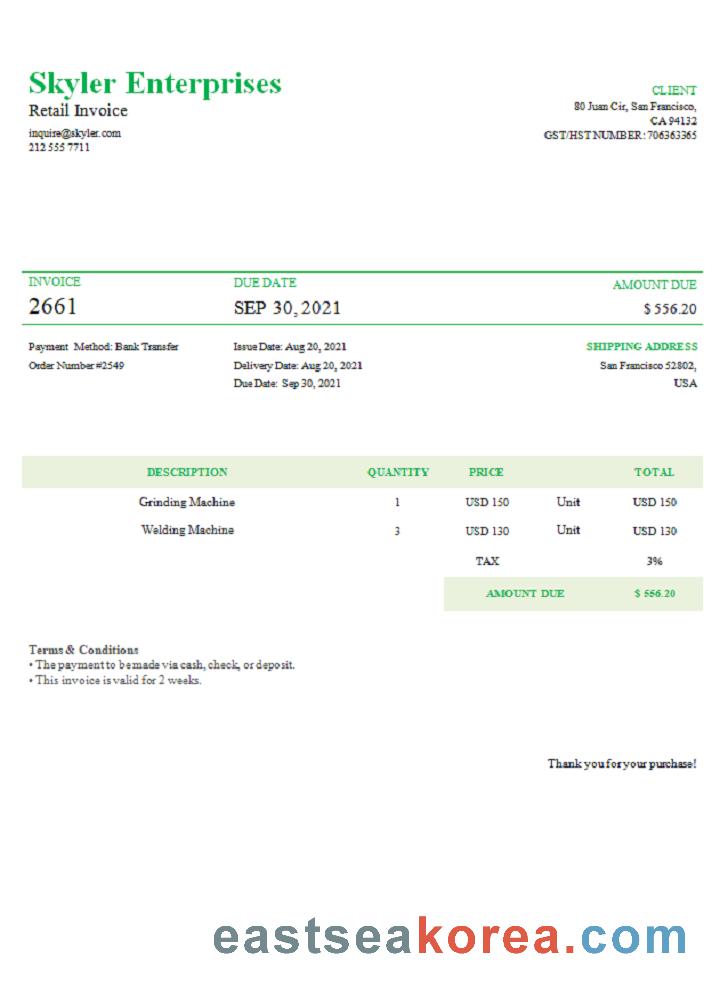 Skyler Enterprises
Retail Invoice
inquire@skyler.com
212 555 7711
CLIENT
80 Juan Cir, San Francisco,
CA 94132
GST/HST NUMBER: 706363365
INVOICE
2661
DUE DATE
SEP 30, 2021
AMOUNT DUE
$ 556.20
Payment Method: Bank Transfer
Order Number #2549
Issue Date: Aug 20, 2021
Delivery Date: Aug 20, 2021
Due Date: Sep 30, 2021
SHIPPING ADDRESS
San Francisco 52802,
USA
DESCRIPTION QUANTITY PRICE TOTAL
Grinding Machine 1 USD 150 Unit USD 150
Welding Machine 3 USD 130 Unit USD 130
TAX 3%
AMOUNT DUE $ 556.20
Terms & Conditions
• The payment to be made via cash, check, or deposit.
• This invoice is valid for 2 weeks.
Thank you for your purchase!
eastseakorea.com